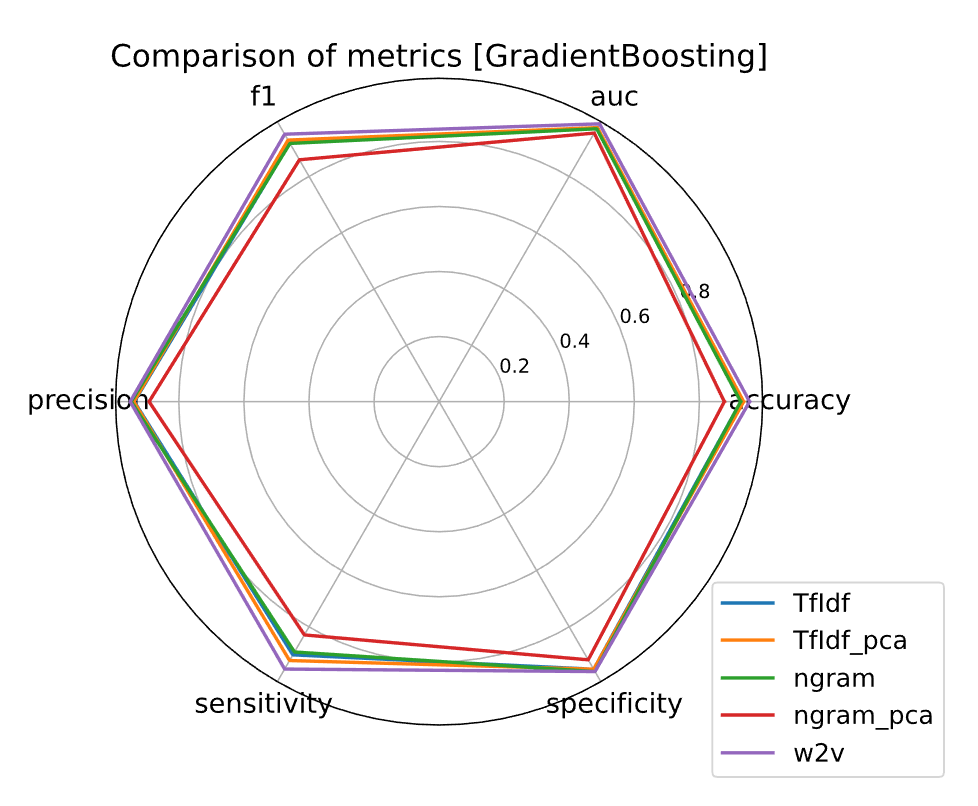 Comparison of metrics [GradientBoosting]
f1
auc
0.8
0.6
0.4
0.2
precision
accuracy
sensitivity
specificity
TfIdf
TfIdf_pca
ngram
ngram_pca
w2v